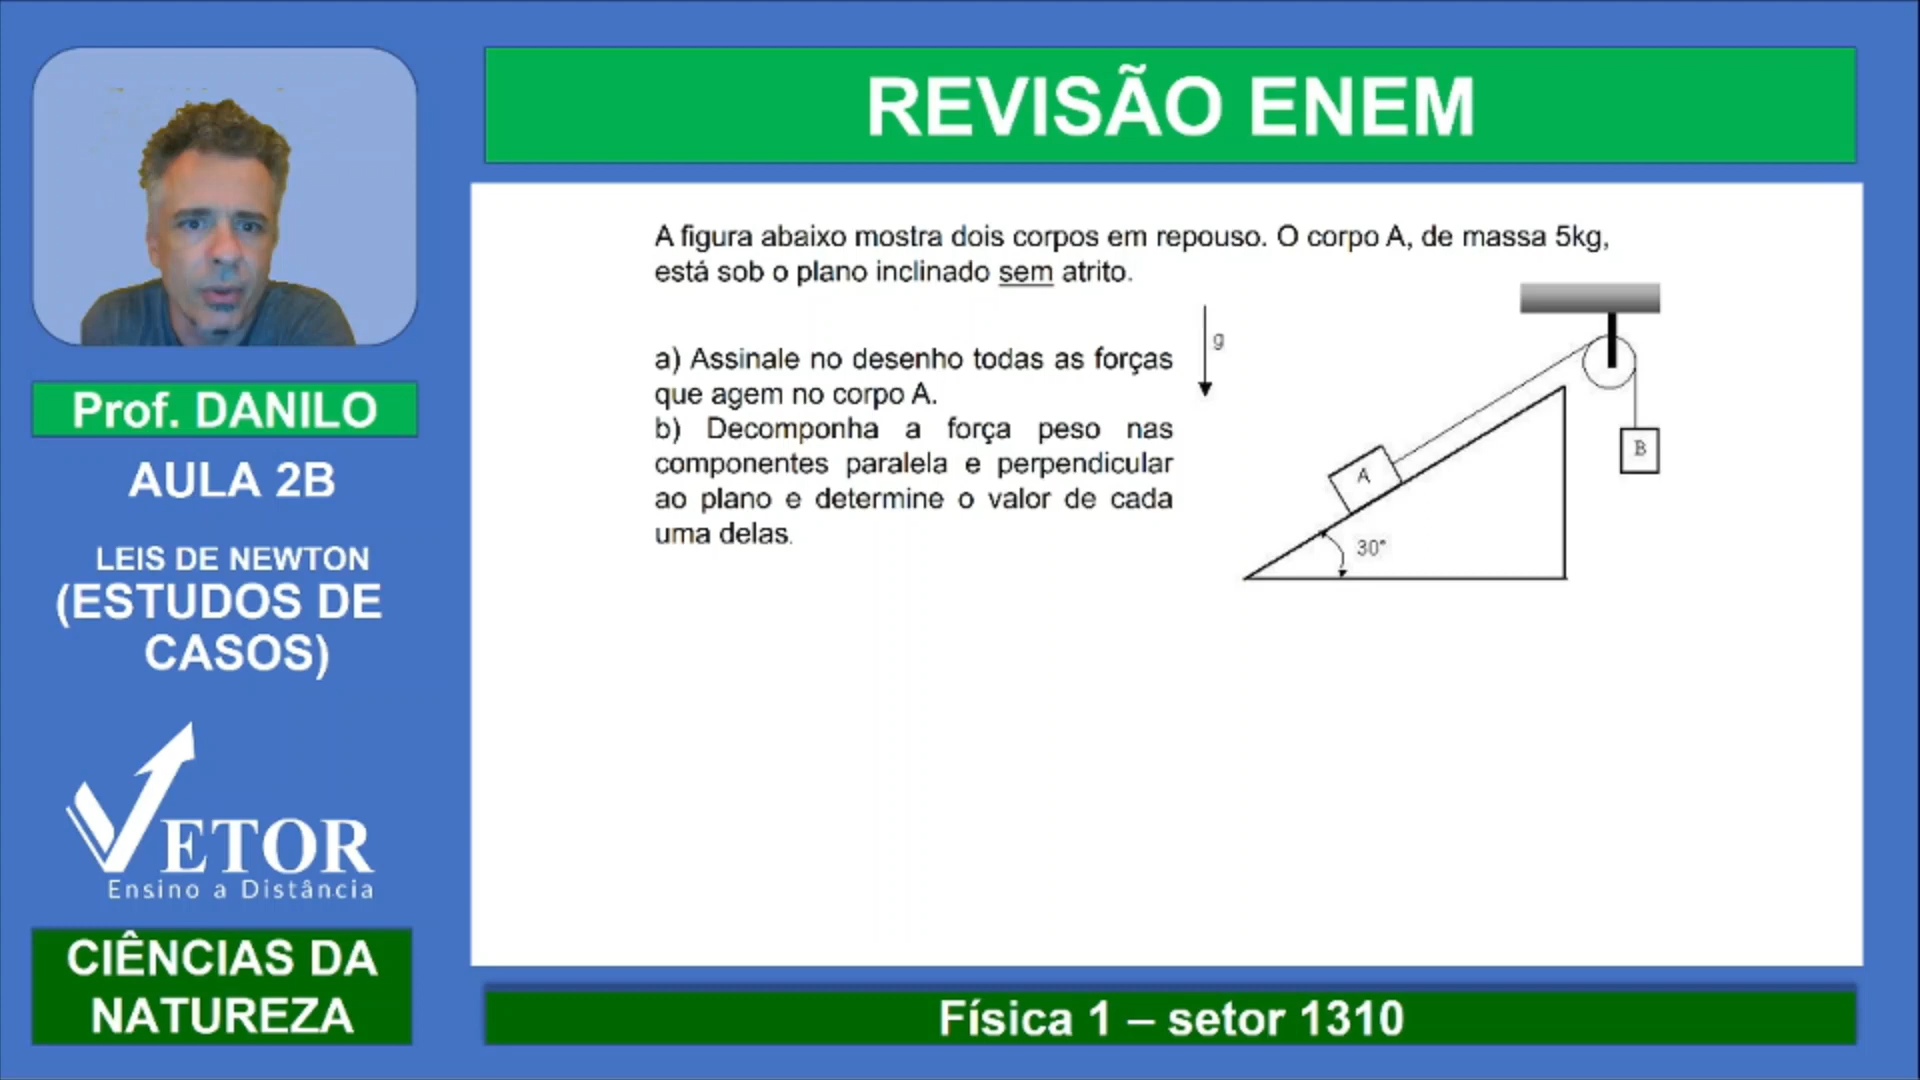 REVISÃO ENEM
A figura abaixo mostra dois corpos em repouso. O corpo A, de massa 5kg,
está sob o plano inclinado sem atrito.
a) Assinale no desenho todas as forças
que agem no corpo A.
b) Decomponha a força peso nas
componentes paralela e perpendicular
ao plano e determine o valor de cada
uma delas.
g
A
B
30°
Prof. DANILO
AULA 2B
LEIS DE NEWTON
(ESTUDOS DE
CASOS)
VETOR
Ensino a Distância
CIÊNCIAS DA
NATUREZA
Física 1 – setor 1310